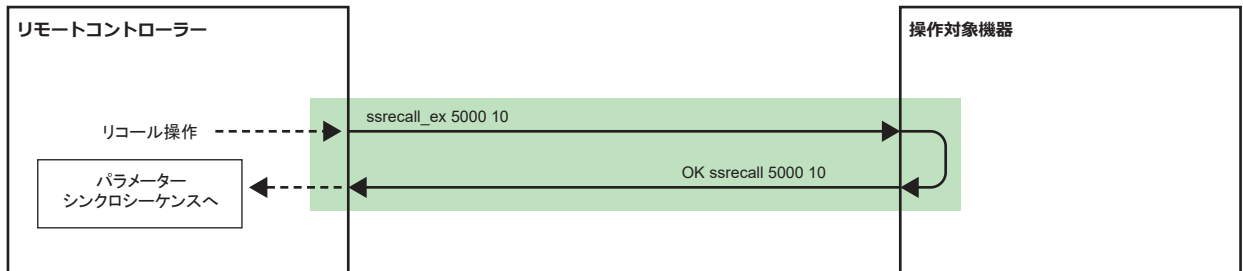 リモートコントローラー
操作対象機器
ssrecall_ex 5000 10
リコール操作
OK ssrecall 5000 10
パラメーター
シンクロシーケンスへ